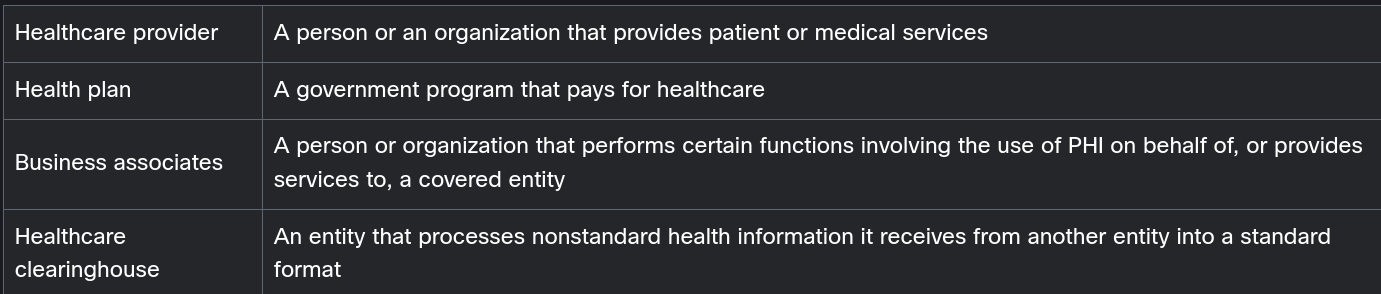 Healthcare provider
A person or an organization that provides patient or medical services
Health plan
A government program that pays for healthcare
Business associates
A person or organization that performs certain functions involving the use of PHI on behalf of, or provides
services to, a covered entity
Healthcare
clearinghouse
An entity that processes nonstandard health information it receives from another entity into a standard
format